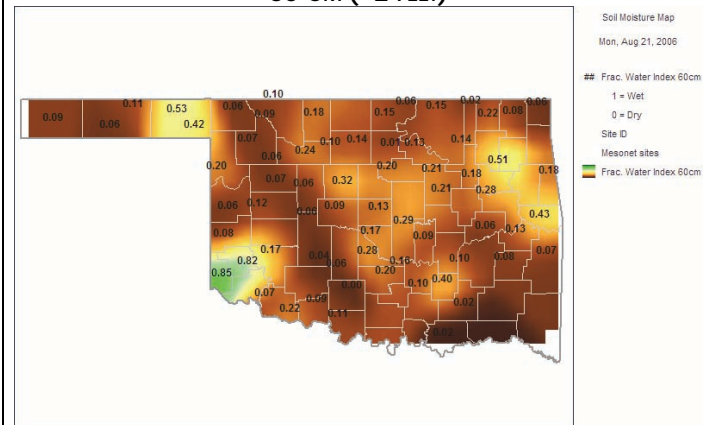 Soil Moisture Map
Mon, Aug 21, 2006
## Frac. Water Index 60cm
1 = Wet
0 = Dry
Site ID
Mesonet sites
Frac. Water Index 60cm
0.10
0.11 0.53 0.06 0.09 0.18 0.15 0.06 0.15 0.02 0.22 0.08 0.06
0.09 0.06 0.42
0.07 0.24 0.10 0.14 0.01 0.13 0.14
0.20 0.06 0.20 0.21 0.18 0.51 0.18
0.07 0.06 0.32 0.21 0.28
0.06 0.12 0.06 0.09 0.13 0.29 0.43
0.08 0.17 0.09 0.06 0.13
0.17 0.04 0.06 0.28 0.16 0.10 0.08 0.07
0.85 0.82 0.20
0.07 0.00 0.10 0.40
0.22 0.09 0.11 0.02
0.02